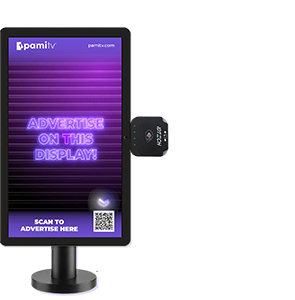 pamitv
pamitv.com
ADVERTISE
ON THIS
DISPLAY!
SCAN TO
ADVERTISE HERE